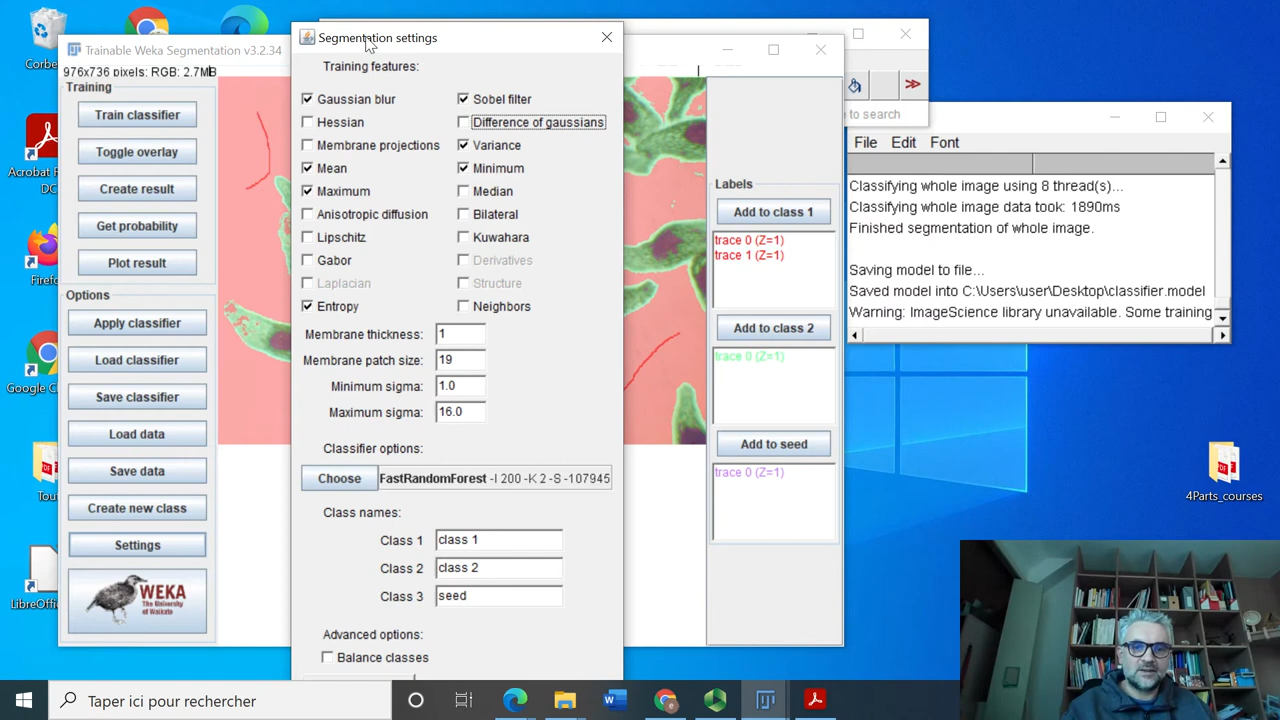 Corbe
Acrobat R
DC
Firefo
Google C
Tout
LibreOffi
4Parts_courses
Trainable Weka Segmentation v3.2.34
976x736 pixels; RGB; 2.7MB
Training
Train classifier
Toggle overlay
Create result
Get probability
Plot result
Options
Apply classifier
Load classifier
Save classifier
Load data
Save data
Create new class
Settings
WEKA
The University
of Waikato
Segmentation settings
Training features:
Gaussian blur
Sobel filter
Hessian
Difference of gaussians
Membrane projections
Variance
Mean
Minimum
Maximum
Median
Anisotropic diffusion
Bilateral
Lipschitz
Kuwahara
Gabor
Derivatives
Laplacian
Structure
Entropy
Neighbors
Membrane thickness: 1
Membrane patch size: 19
Minimum sigma: 1.0
Maximum sigma: 16.0
Classifier options:
Choose
FastRandomForest -I 200 -K 2 -S -107945
Class names:
Class 1 class 1
Class 2 class 2
Class 3 seed
Advanced options:
Balance classes
Labels
Add to class 1
trace 0 (Z=1)
trace 1 (Z=1)
Add to class 2
trace 0 (Z=1)
Add to seed
trace 0 (Z=1)
>>
e to search
File Edit Font
Classifying whole image using 8 thread(s)...
Classifying whole image data took: 1890ms
Finished segmentation of whole image.
Saving model to file...
Saved model into C:\Users\user\Desktop\classifier.model
Warning: ImageScience library unavailable. Some training
Taper ici pour rechercher